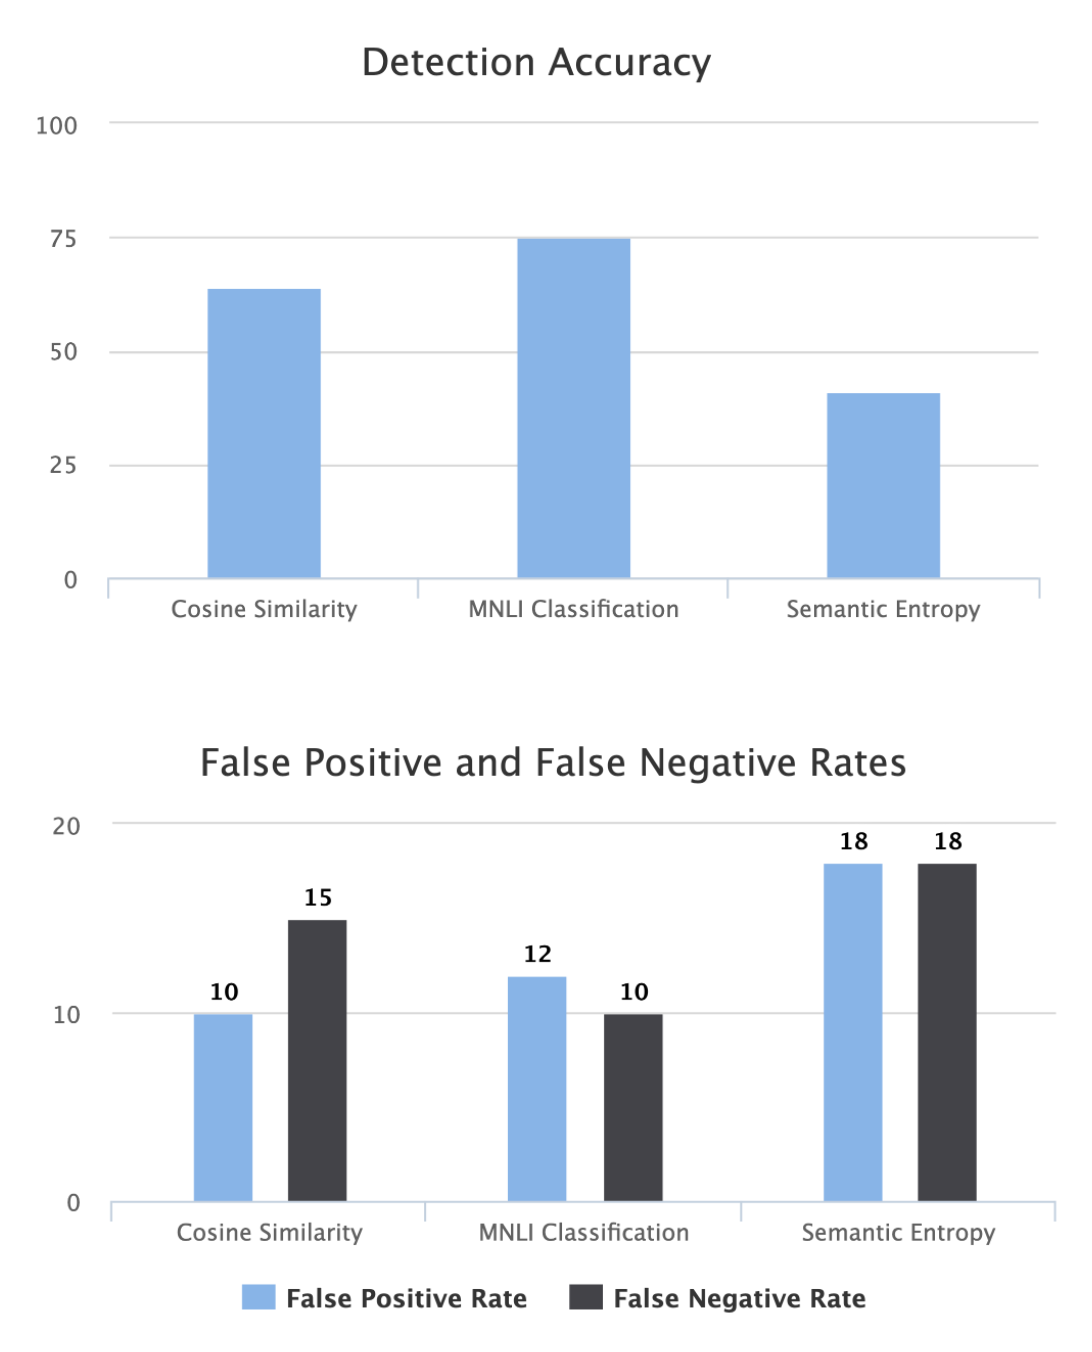 Detection Accuracy
100
75
50
25
0
Cosine Similarity MNLI Classification Semantic Entropy
False Positive and False Negative Rates
20
18 18
15
12
10 10
10
0
Cosine Similarity MNLI Classification Semantic Entropy
False Positive Rate False Negative Rate